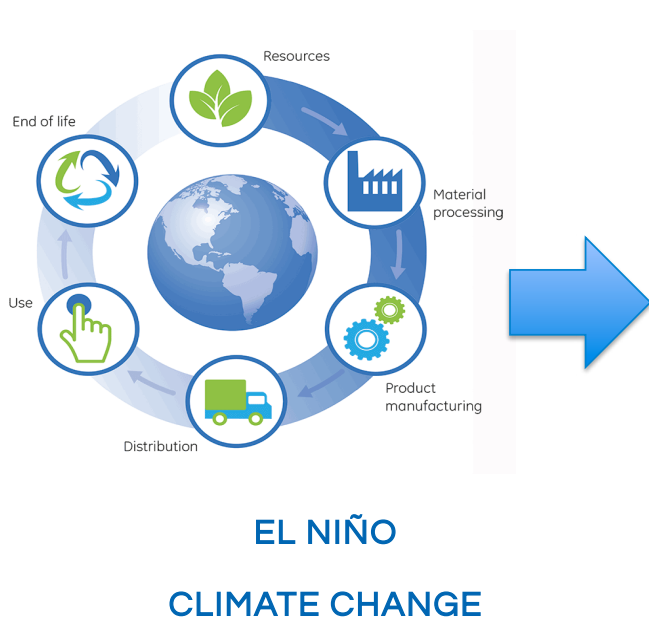 Resources
End of life
Material
processing
Use
Product
manufacturing
Distribution
EL NIÑO
CLIMATE CHANGE